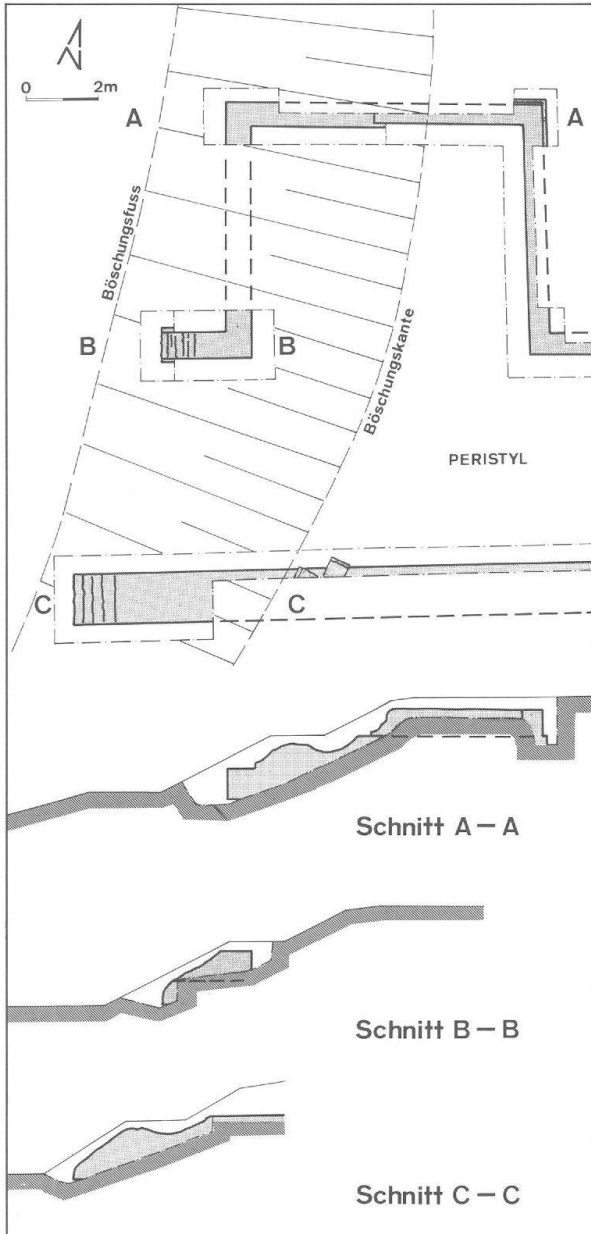 N
0 2m
A A
Böschungsfuss
Böschungskante
B B
PERISTYL
C C
Schnitt A – A
Schnitt B – B
Schnitt C – C